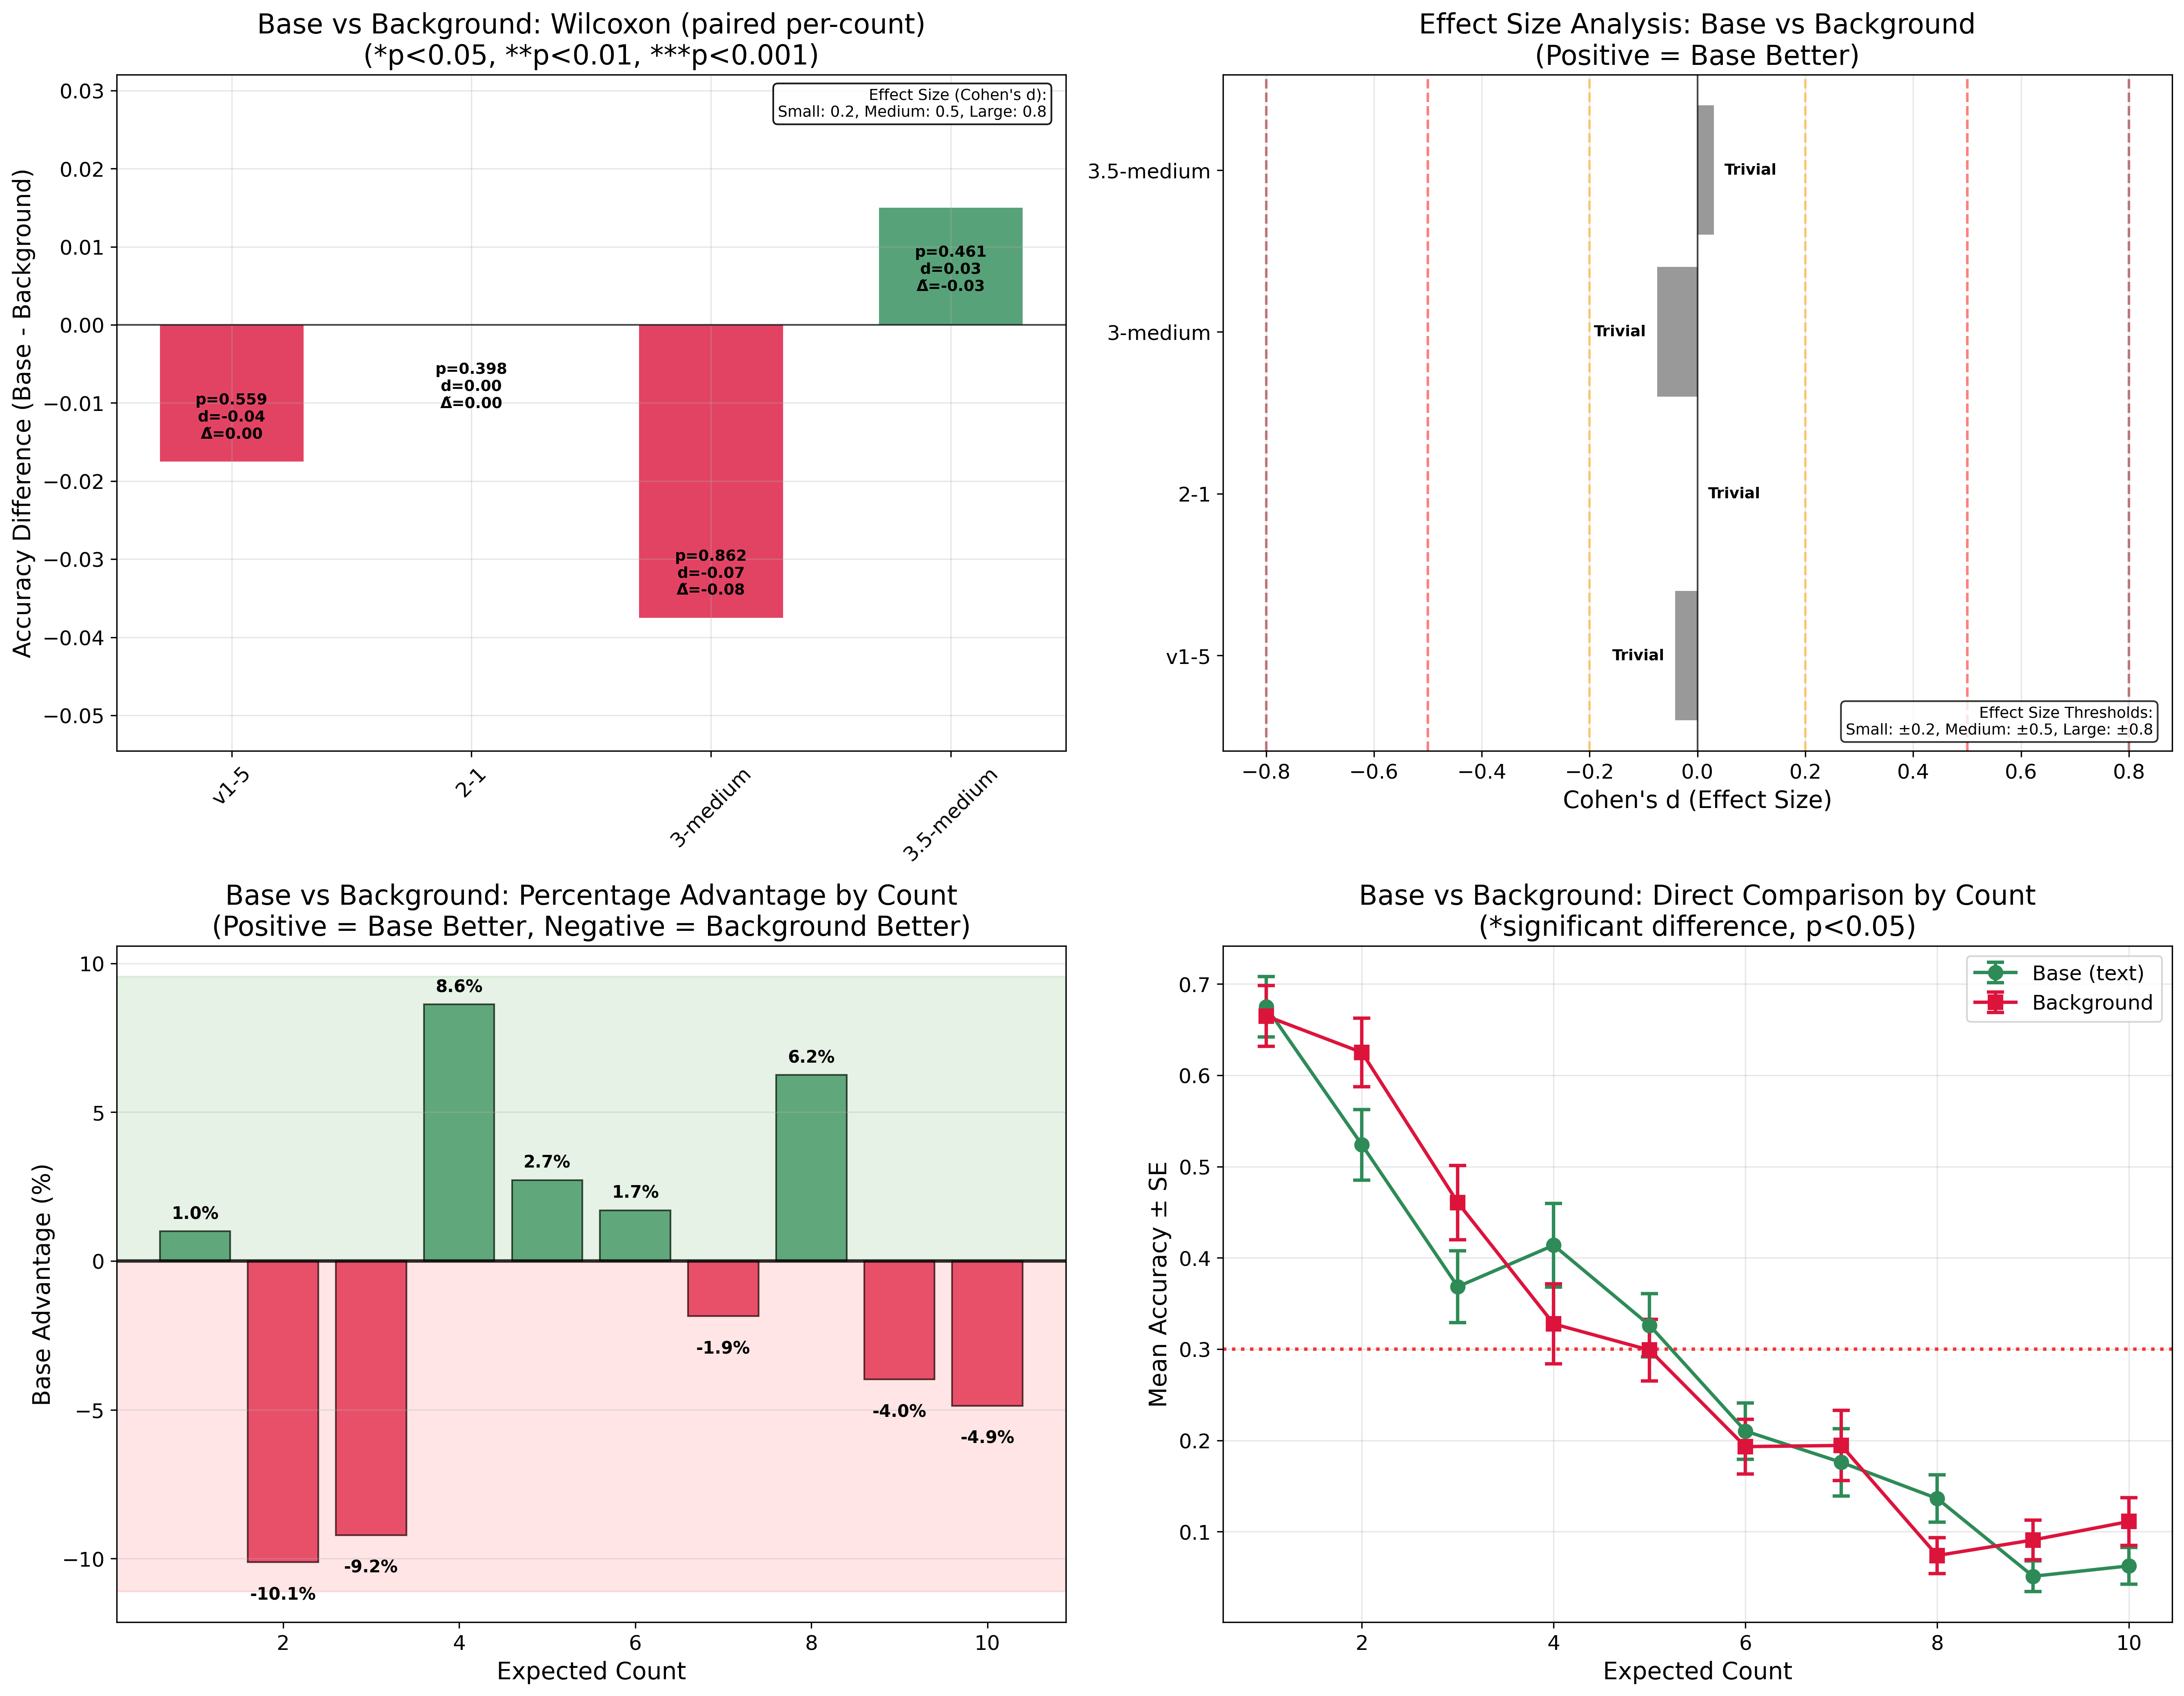 Base vs Background: Wilcoxon (paired per-count)
(*p<0.05, **p<0.01, ***p<0.001)
Effect Size (Cohen's d):
Small: 0.2, Medium: 0.5, Large: 0.8
Accuracy Difference (Base - Background)
0.03
0.02
0.01
0.00
−0.01
−0.02
−0.03
−0.04
−0.05
p=0.559
d=-0.04
Δ̃=0.00
p=0.398
d=0.00
Δ̃=0.00
p=0.862
d=-0.07
Δ̃=-0.08
p=0.461
d=0.03
Δ̃=-0.03
v1-5
2-1
3-medium
3.5-medium
Effect Size Analysis: Base vs Background
(Positive = Base Better)
3.5-medium
3-medium
2-1
v1-5
Trivial
Trivial
Trivial
Trivial
Effect Size Thresholds:
Small: ±0.2, Medium: ±0.5, Large: ±0.8
−0.8
−0.6
−0.4
−0.2
0.0
0.2
0.4
0.6
0.8
Cohen's d (Effect Size)
Base vs Background: Percentage Advantage by Count
(Positive = Base Better, Negative = Background Better)
Base Advantage (%)
10
5
0
−5
−10
1.0%
-10.1%
-9.2%
8.6%
2.7%
1.7%
-1.9%
6.2%
-4.0%
-4.9%
2
4
6
8
10
Expected Count
Base vs Background: Direct Comparison by Count
(*significant difference, p<0.05)
Base (text)
Background
Mean Accuracy ± SE
0.7
0.6
0.5
0.4
0.3
0.2
0.1
2
4
6
8
10
Expected Count